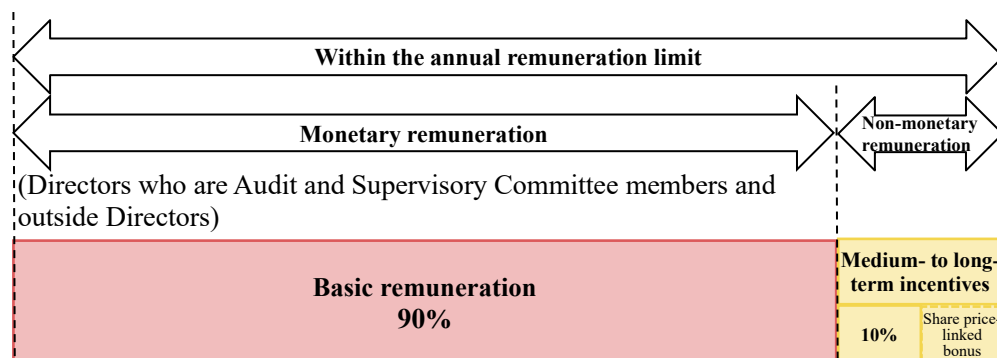 Within the annual remuneration limit
Monetary remuneration
Non-monetary
remuneration
(Directors who are Audit and Supervisory Committee members and
outside Directors)
Basic remuneration
90%
Medium- to long-
term incentives
10%
Share price-
linked
bonus